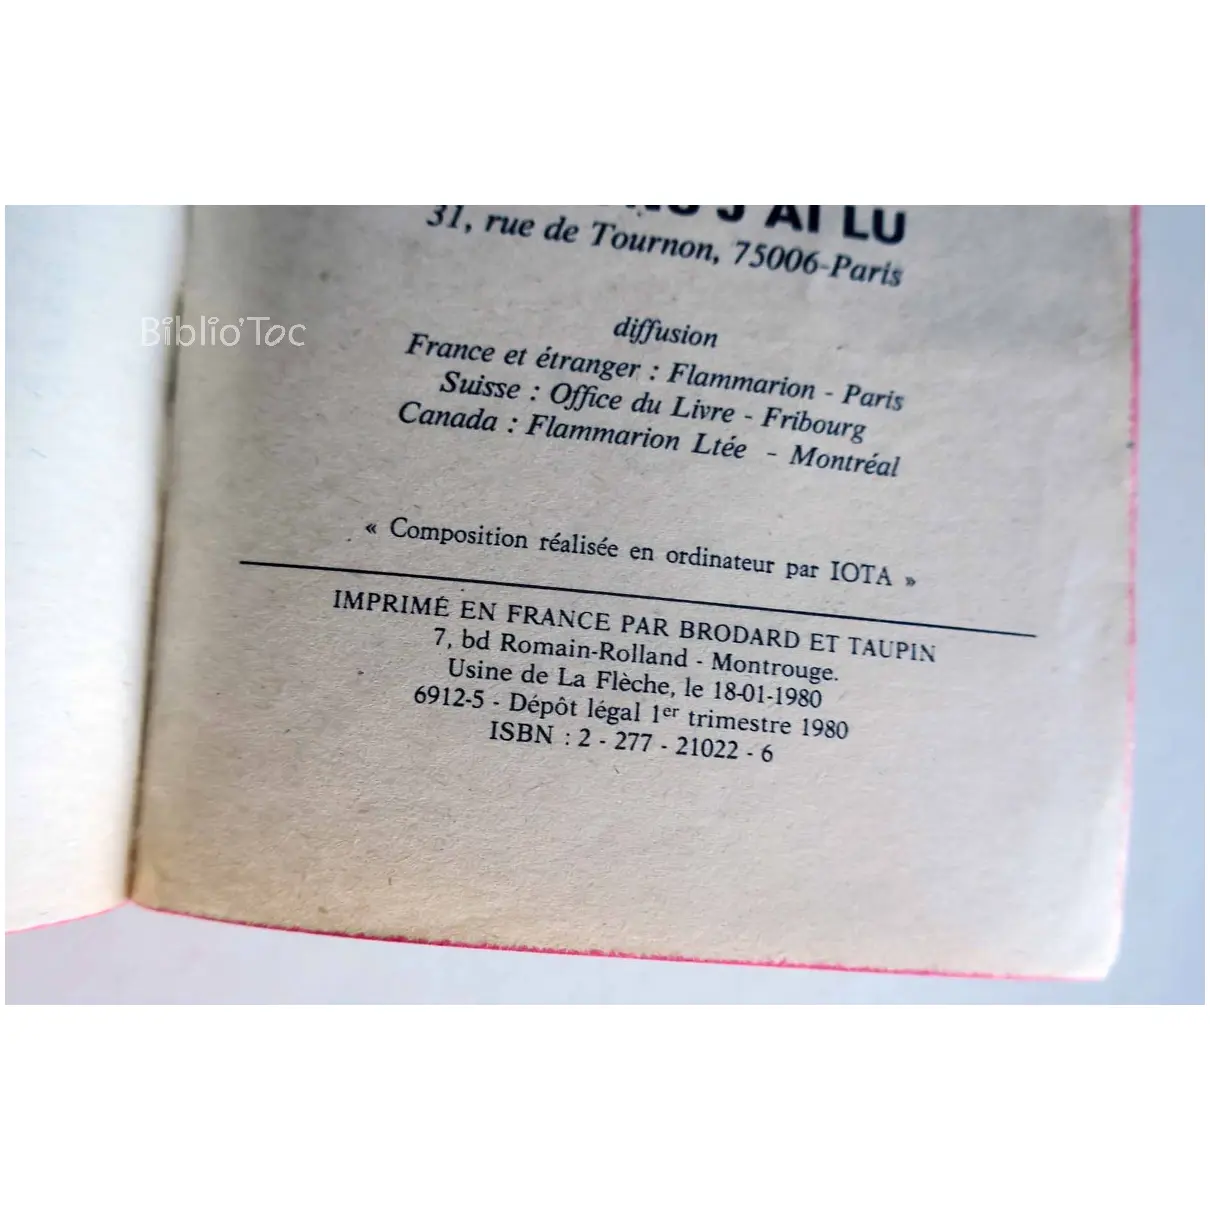 J'AI LU
31, rue de Tournon, 75006-Paris
Biblio'Toc
diffusion
France et étranger : Flammarion - Paris
Suisse : Office du Livre - Fribourg
Canada : Flammarion Ltée - Montréal
« Composition réalisée en ordinateur par IOTA »
IMPRIMÉ EN FRANCE PAR BRODARD ET TAUPIN
7, bd Romain-Rolland - Montrouge.
Usine de La Flèche, le 18-01-1980
6912-5 - Dépôt légal 1er trimestre 1980
ISBN : 2 - 277 - 21022 - 6